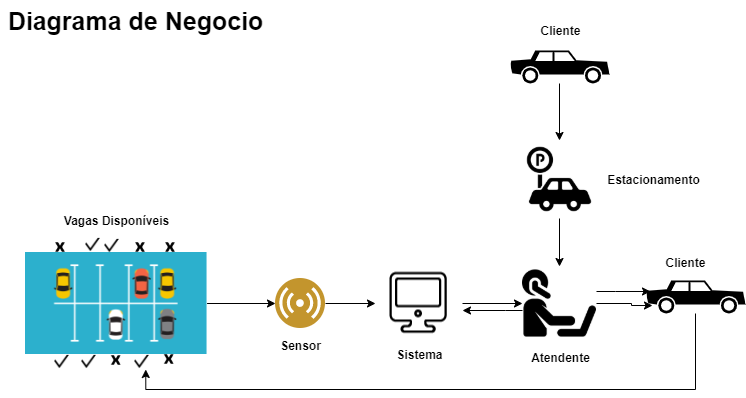 Diagrama de Negocio
Cliente
P
Estacionamento
Vagas Disponíveis
x ✓✓ x x
Cliente
Sensor
Sistema
Atendente
✓ ✓ x ✓ x